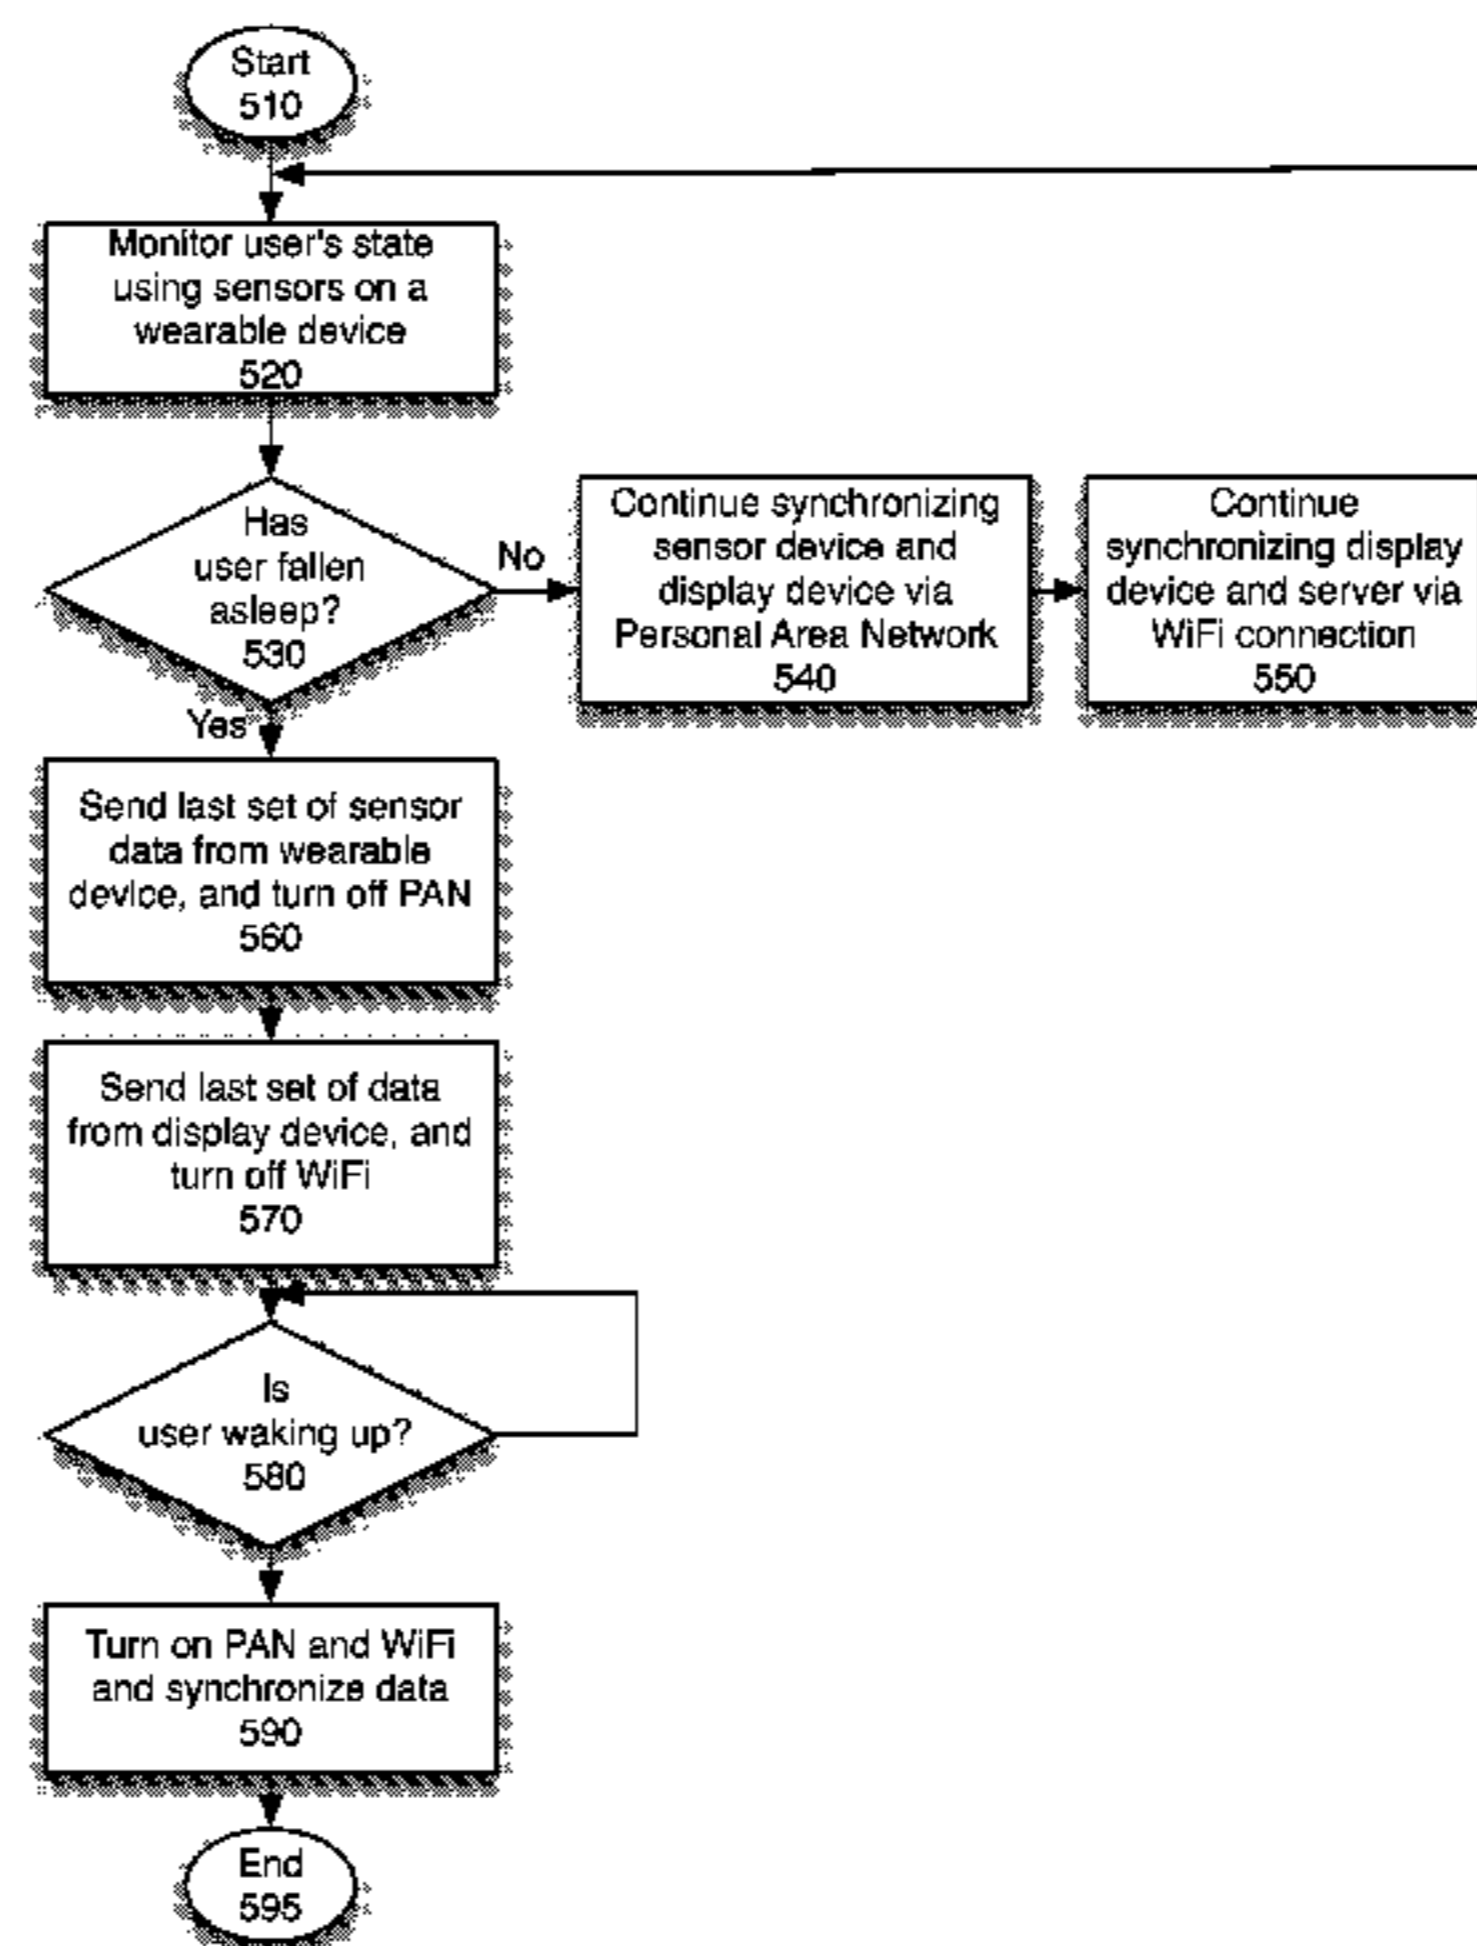 Start
510
Monitor user's state
using sensors on a
wearable device
520
Has
user fallen
asleep?
530
No
Continue synchronizing
sensor device and
display device via
Personal Area Network
540
Continue
synchronizing display
device and server via
WiFi connection
550
Yes
Send last set of sensor
data from wearable
device, and turn off PAN
560
Send last set of data
from display device, and
turn off WiFi
570
Is
user waking up?
580
Turn on PAN and WiFi
and synchronize data
590
End
595